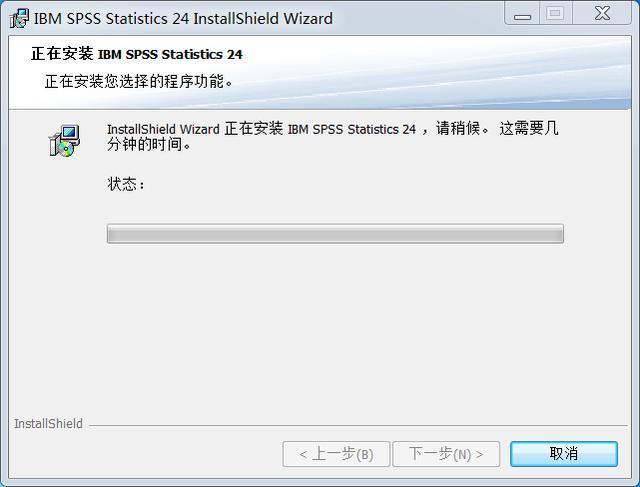 IBM SPSS Statistics 24 InstallShield Wizard
正在安装 IBM SPSS Statistics 24
正在安装您选择的程序功能。
InstallShield Wizard 正在安装 IBM SPSS Statistics 24 ，请稍候。 这需要几
分钟的时间。
状态：
InstallShield
< 上一步(B)
下一步(N) >
取消